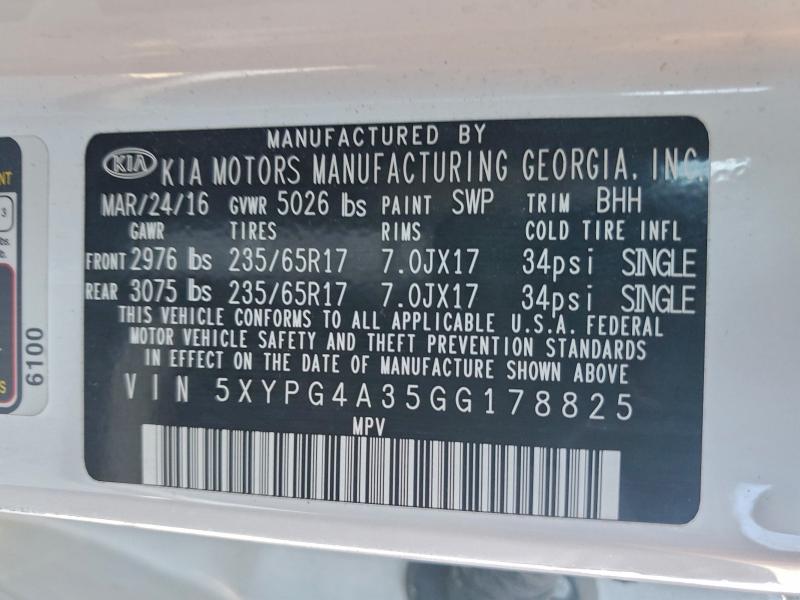 MANUFACTURED BY
KIA KIA MOTORS MANUFACTURING GEORGIA, INC
MAR/24/16 GVWR 5026 lbs PAINT SWP TRIM BHH
GAWR TIRES RIMS COLD TIRE INFL
FRONT 2976 lbs 235/65R17 7.0JX17 34psi SINGLE
REAR 3075 lbs 235/65R17 7.0JX17 34psi SINGLE
THIS VEHICLE CONFORMS TO ALL APPLICABLE U.S.A. FEDERAL
MOTOR VEHICLE SAFETY AND THEFT PREVENTION STANDARDS
IN EFFECT ON THE DATE OF MANUFACTURE SHOWN ABOVE
VIN 5XYPG4A35GG178825
MPV
6100
3